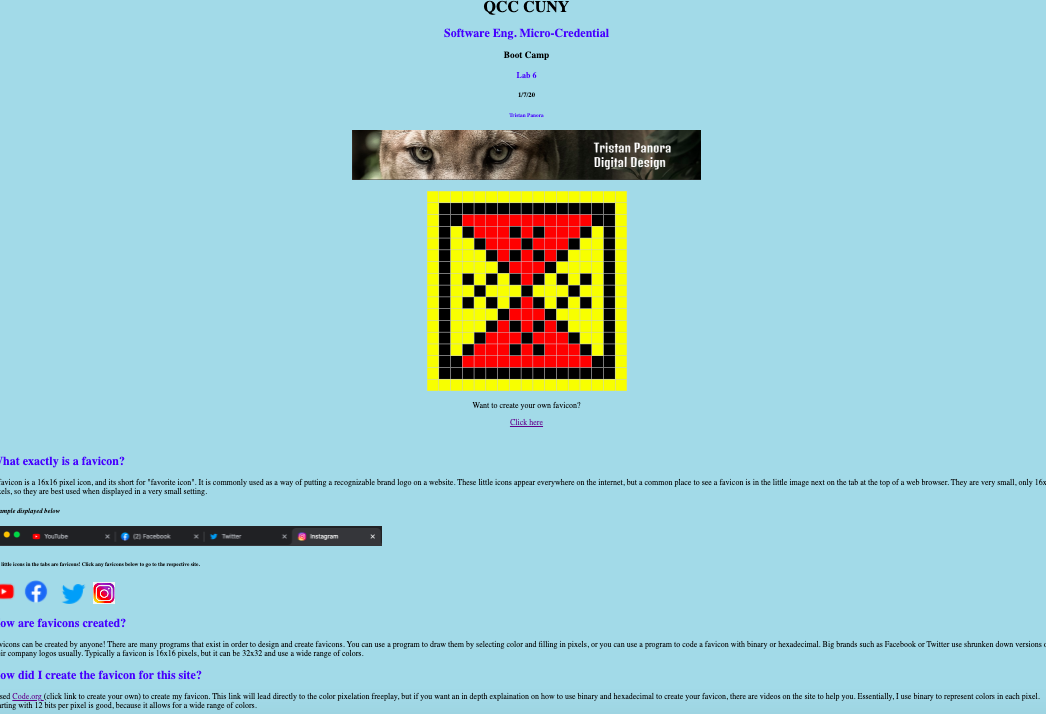 QCC CUNY
Software Eng. Micro-Credential
Boot Camp
Lab 6
1/7/20
Tristan Panora
Tristan Panora
Digital Design
Want to create your own favicon?
Click here
hat exactly is a favicon?
favicon is a 16x16 pixel icon, and its short for "favorite icon". It is commonly used as a way of putting a recognizable brand logo on a website. These little icons appear everywhere on the internet, but a common place to see a favicon is in the little image next on the tab at the top of a web browser. They are very small, only 16x
els, so they are best used when displayed in a very small setting.
ample displayed below
YouTube
(2) Facebook
Twitter
Instagram
little icons in the tabs are favicons! Click any favicons below to go to the respective site.
ow are favicons created?
vicons can be created by anyone! There are many programs that exist in order to design and create favicons. You can use a program to draw them by selecting color and filling in pixels, or you can use a program to code a favicon with binary or hexadecimal. Big brands such as Facebook or Twitter use shrunken down versions o
ir company logos usually. Typically a favicon is 16x16 pixels, but it can be 32x32 and use a wide range of colors.
ow did I create the favicon for this site?
sed Code.org (click link to create your own) to create my favicon. This link will lead directly to the color pixelation freeplay, but if you want an in depth explaination on how to use binary and hexadecimal to create your favicon, there are videos on the site to help you. Essentially, I use binary to represent colors in each pixel.
arting with 12 bits per pixel is good, because it allows for a wide range of colors.